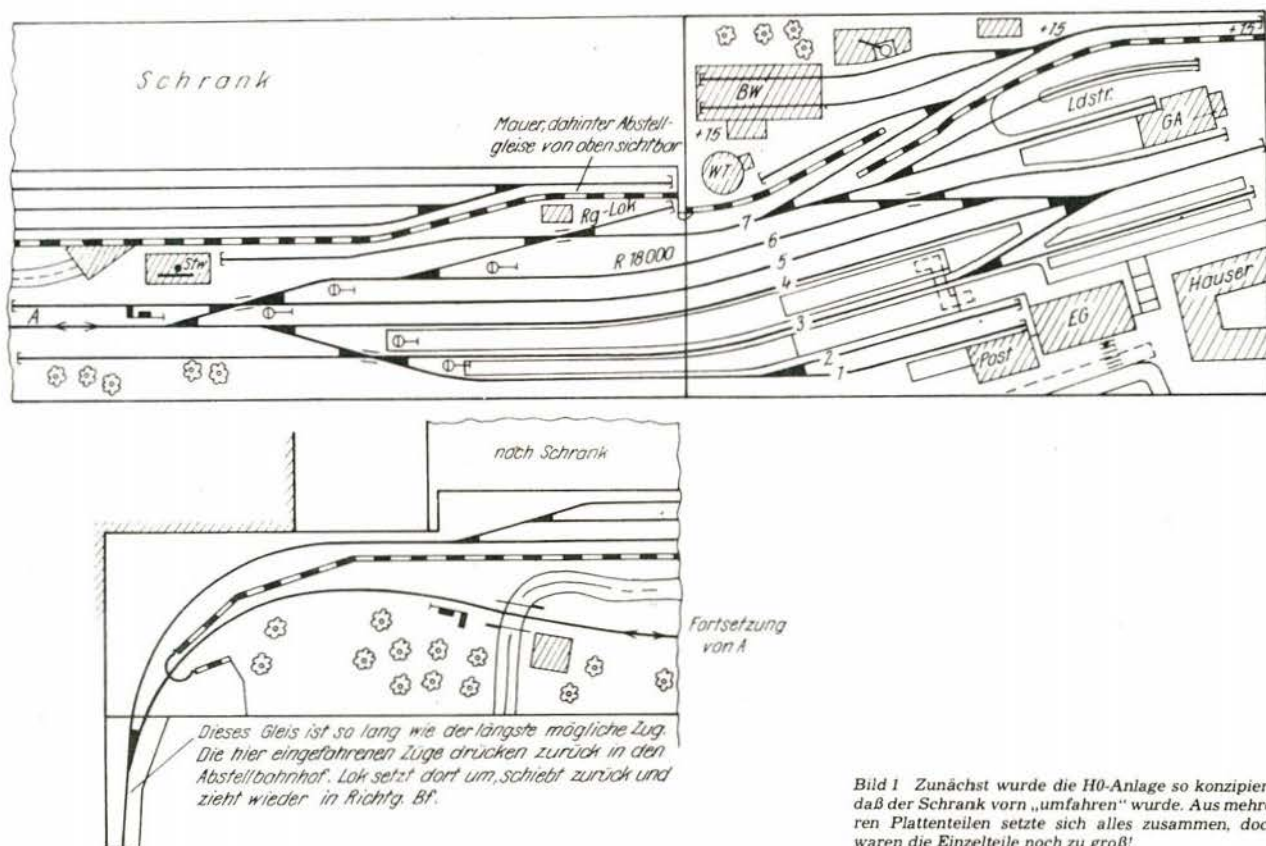 Schrank
Mauer, dahinter Abstell-
gleise von oben sichtbar
+15
+15
BW
Ldstr.
GA
+15
WT
Rg-Lok
Stw
R 18000
7
6
5
4
3
2
1
A
EG
Post
Häuser
nach Schrank
Fortsetzung
von A
Dieses Gleis ist so lang wie der längste mögliche Zug.
Die hier eingefahrenen Züge drücken zurück in den
Abstellbahnhof. Lok setzt dort um, schiebt zurück und
zieht wieder in Richtg. Bf.
Bild 1 Zunächst wurde die H0-Anlage so konzipier
daß der Schrank vorn „umfahren“ wurde. Aus mehre
ren Plattenteilen setzte sich alles zusammen, doc
waren die Einzelteile noch zu groß!